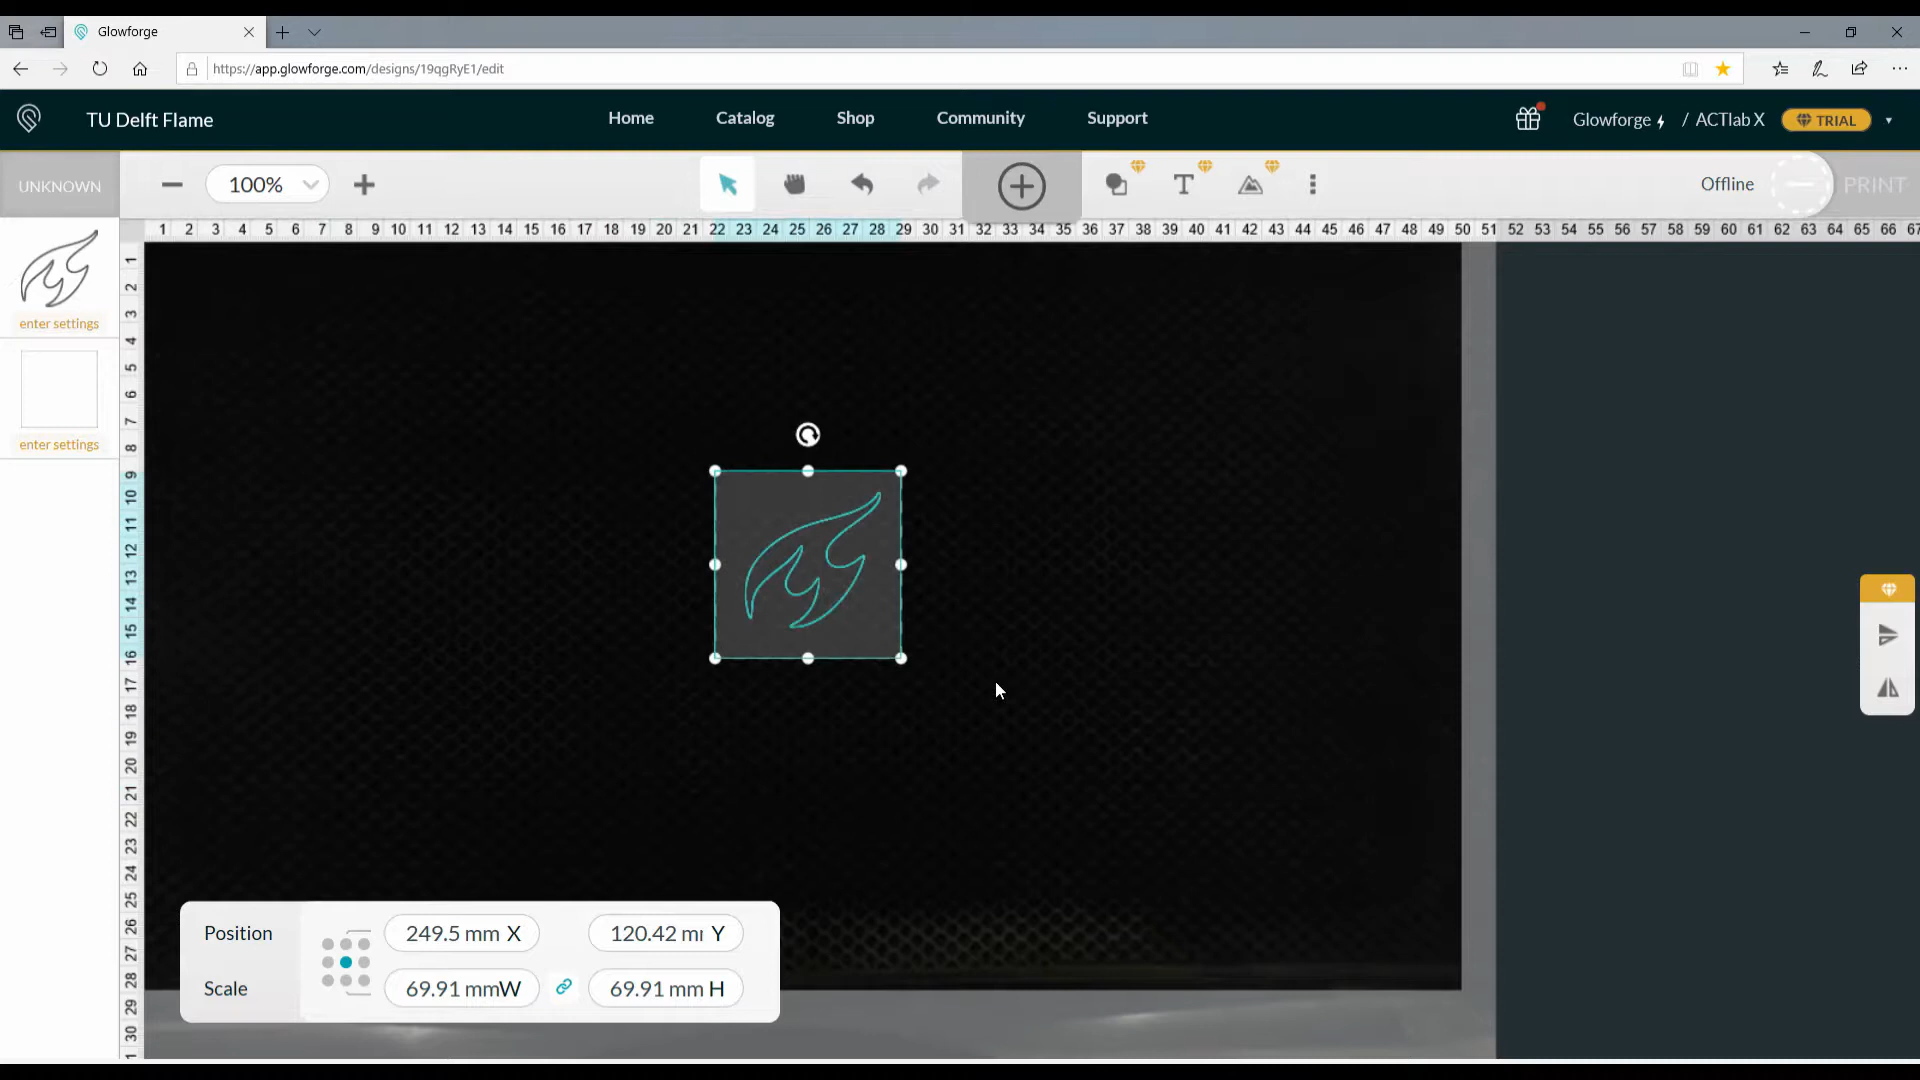 Glowforge
https://app.glowforge.com/designs/19qgRyE1/edit
TU Delft Flame
Home Catalog Shop Community Support
Glowforge / ACTlab X TRIAL
UNKNOWN
100%
T
Offline
PRINT
1 2 3 4 5 6 7 8 9 10 11 12 13 14 15 16 17 18 19 20 21 22 23 24 25 26 27 28 29 30 31 32 33 34 35 36 37 38 39 40 41 42 43 44 45 46 47 48 49 50 51 52 53 54 55 56 57 58 59 60 61 62 63 64 65 66 67
enter settings
enter settings
1
2
3
4
5
6
7
8
9
10
11
12
13
14
15
16
17
18
19
20
21
22
23
24
25
26
27
28
29
30
Position 249.5 mm X 120.42 m Y
Scale 69.91 mm W 69.91 mm H